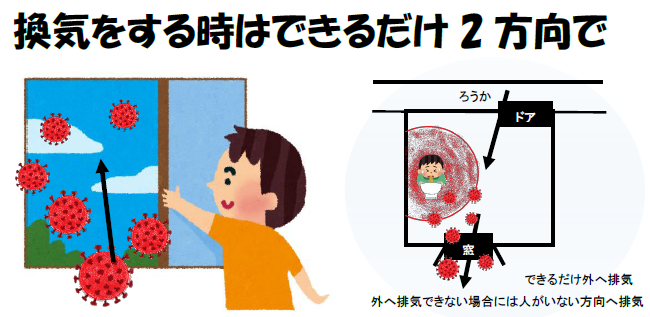 換気をする時はできるだけ2方向で
ろうか
ドア
窓
できるだけ外へ排気
外へ排気できない場合には人がいない方向へ排気